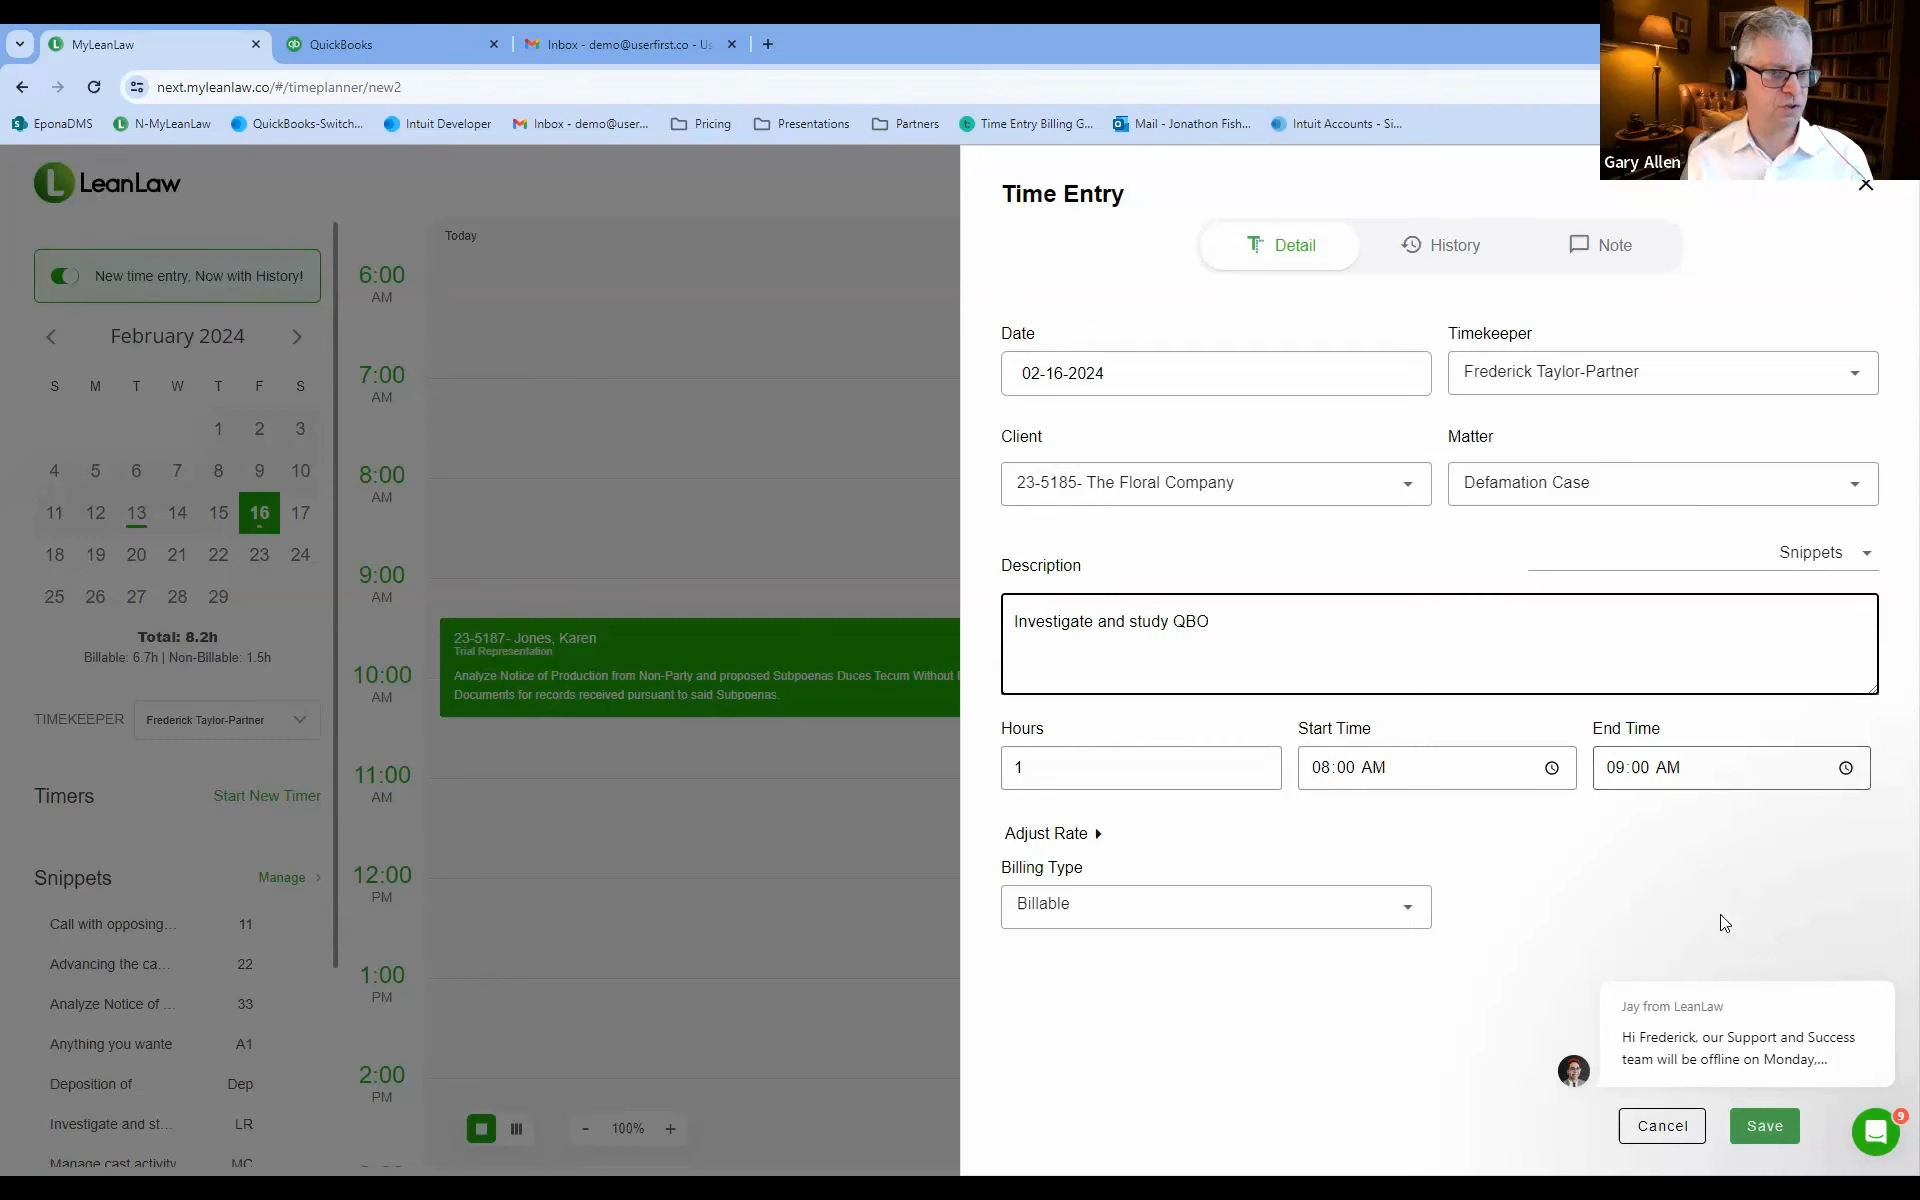 MyLeanLaw
QuickBooks
Inbox - demo@userfirst.co - Us
next.myleanlaw.co/#/timeplanner/new2
EponaDMS
N-MyLeanLaw
QuickBooks-Switch...
Intuit Developer
Inbox - demo@user...
Pricing
Presentations
Partners
Time Entry Billing G...
Mail - Jonathon Fish...
Intuit Accounts - Si...
Gary Allen
LeanLaw
New time entry, Now with History!
February 2024
S M T W T F S
1 2 3
4 5 6 7 8 9 10
11 12 13 14 15 16 17
18 19 20 21 22 23 24
25 26 27 28 29
Total: 8.2h
Billable: 6.7h | Non-Billable: 1.5h
TIMEKEEPER Frederick Taylor-Partner
Timers Start New Timer
Snippets Manage
Call with opposing... 11
Advancing the ca... 22
Analyze Notice of ... 33
Anything you wante A1
Deposition of Dep
Investigate and st... LR
Manage cast activity MC
Today
6:00
AM
7:00
AM
8:00
AM
9:00
AM
10:00
AM
11:00
AM
12:00
PM
1:00
PM
2:00
PM
23-5187- Jones, Karen
Trial Representation
Analyze Notice of Production from Non-Party and proposed Subpoenas Duces Tecum Without
Documents for records received pursuant to said Subpoenas.
- 100% +
Time Entry
Detail
History
Note
Date
02-16-2024
Timekeeper
Frederick Taylor-Partner
Client
23-5185- The Floral Company
Matter
Defamation Case
Snippets
Description
Investigate and study QBO
Hours
1
Start Time
08:00 AM
End Time
09:00 AM
Adjust Rate
Billing Type
Billable
Jay from LeanLaw
Hi Frederick, our Support and Success
team will be offline on Monday,...
Cancel
Save
9